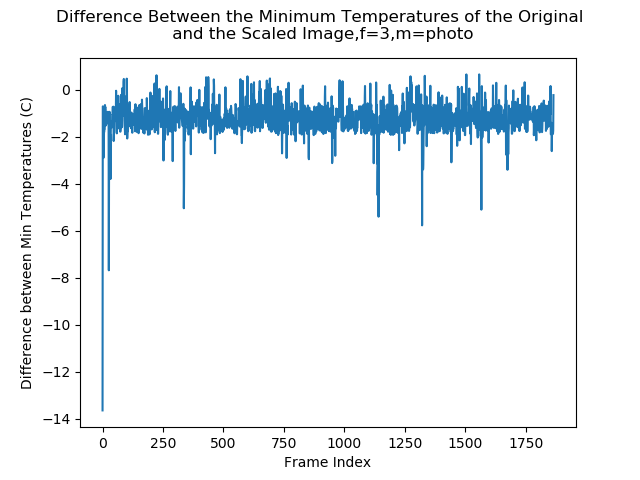 Difference Between the Minimum Temperatures of the Original
and the Scaled Image,f=3,m=photo
Difference between Min Temperatures (C)
0
−2
−4
−6
−8
−10
−12
−14
0 250 500 750 1000 1250 1500 1750
Frame Index